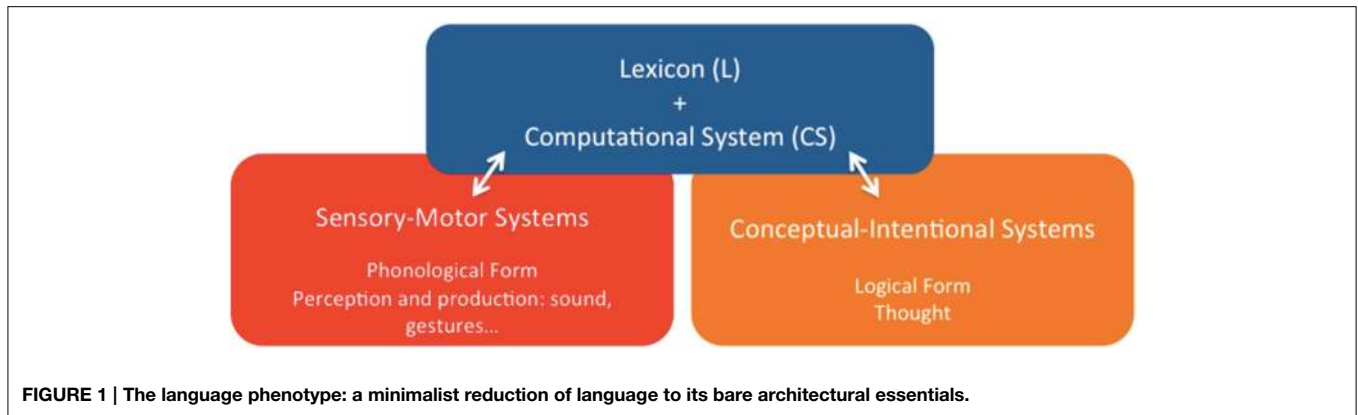 Lexicon (L)
+
Computational System (CS)
Sensory-Motor Systems
Phonological Form
Perception and production: sound,
gestures...
Conceptual-Intentional Systems
Logical Form
Thought
FIGURE 1 | The language phenotype: a minimalist reduction of language to its bare architectural essentials.